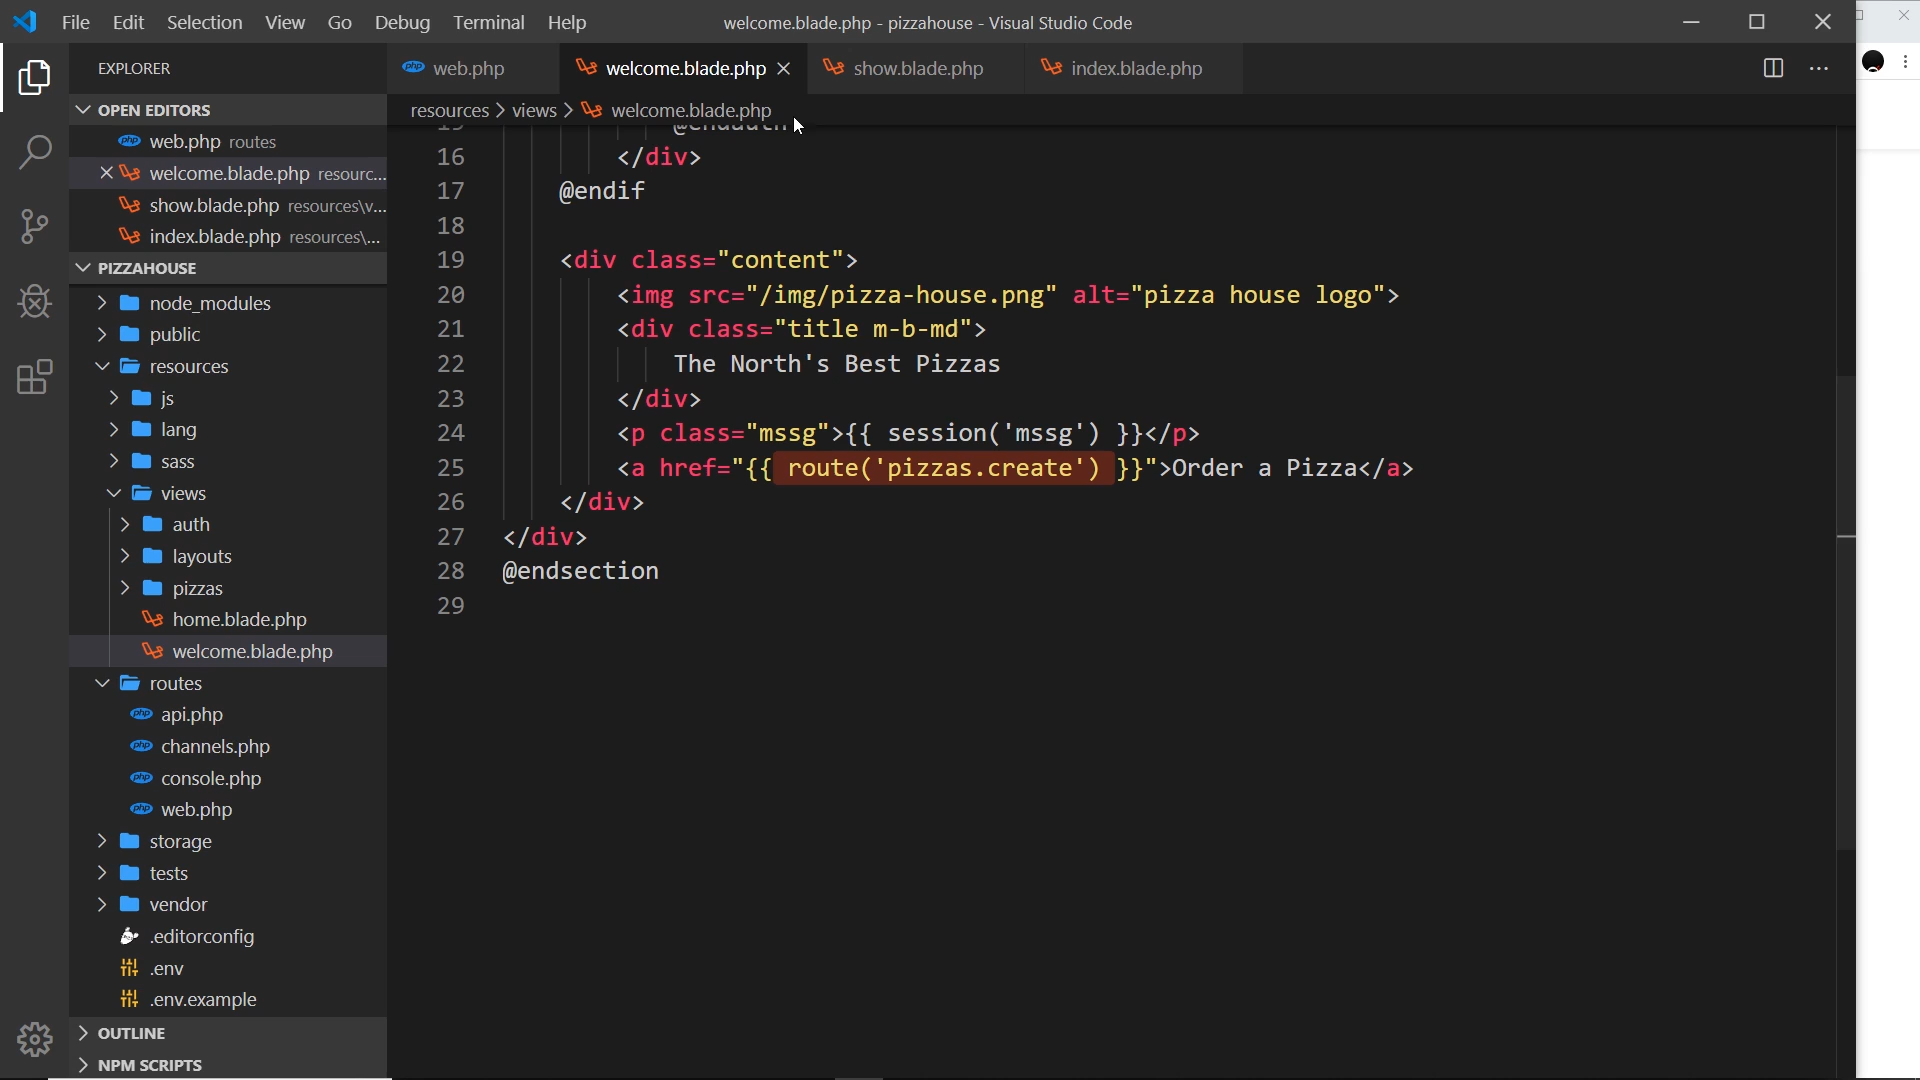 File Edit Selection View Go Debug Terminal Help
welcome.blade.php - pizzahouse - Visual Studio Code
EXPLORER
OPEN EDITORS
web.php routes
welcome.blade.php resourc...
show.blade.php resources\v...
index.blade.php resources\...
PIZZAHOUSE
node_modules
public
resources
js
lang
sass
views
auth
layouts
pizzas
home.blade.php
welcome.blade.php
routes
api.php
channels.php
console.php
web.php
storage
tests
vendor
.editorconfig
.env
.env.example
OUTLINE
NPM SCRIPTS
web.php welcome.blade.php show.blade.php index.blade.php
resources > views > welcome.blade.php
16 </div>
17 @endif
18
19 <div class="content">
20 <img src="/img/pizza-house.png" alt="pizza house logo">
21 <div class="title m-b-md">
22 The North's Best Pizzas
23 </div>
24 <p class="mssg">{{ session('mssg') }}</p>
25 <a href="{{ route('pizzas.create') }}">Order a Pizza</a>
26 </div>
27 </div>
28 @endsection
29